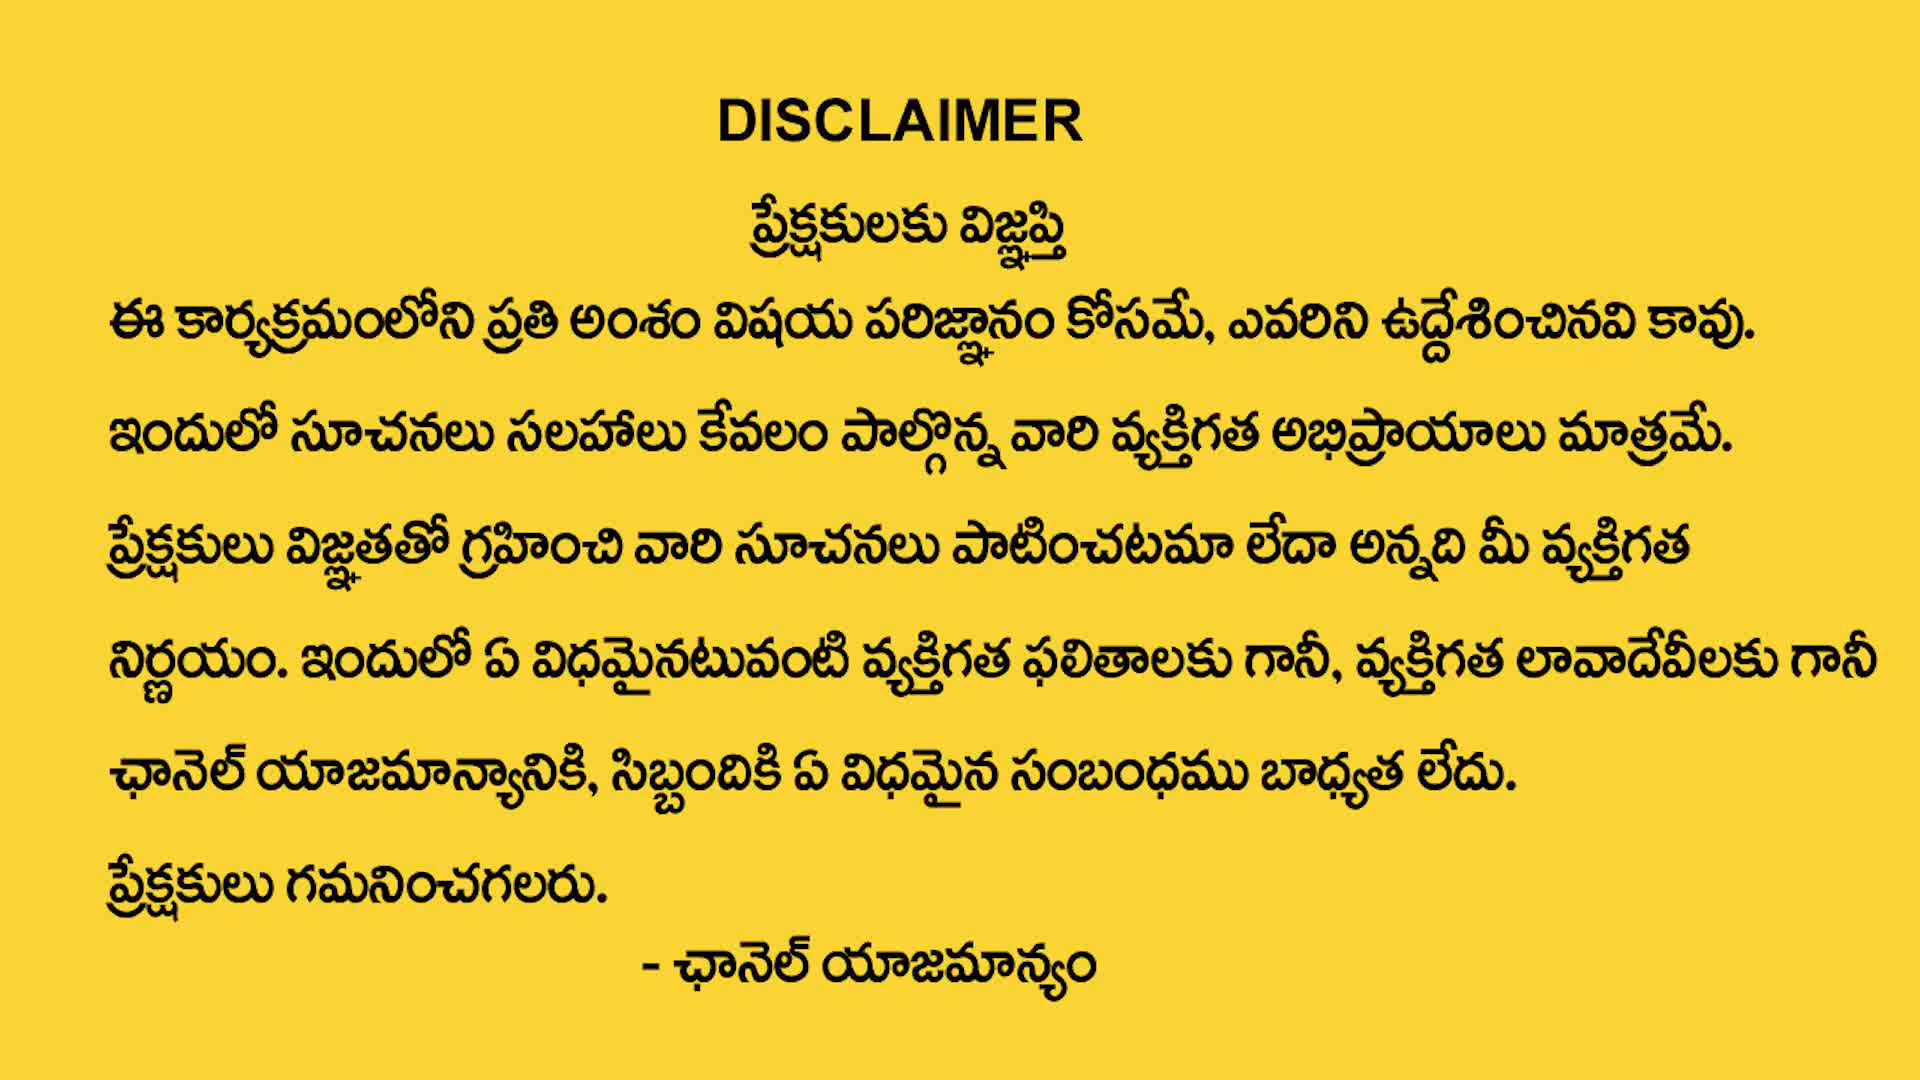 DISCLAIMER
ప్రేక్షకులకు విజ్ఞప్తి
ఈ కార్యక్రమంలోని ప్రతి అంశం విషయ పరిజ్ఞానం కోసమే, ఎవరిని ఉద్దేశించినవి కావు.
ఇందులో సూచనలు సలహాలు కేవలం పాల్గొన్న వారి వ్యక్తిగత అభిప్రాయాలు మాత్రమే.
ప్రేక్షకులు విజ్ఞతతో గ్రహించి వారి సూచనలు పాటించటమా లేదా అన్నది మీ వ్యక్తిగత
నిర్ణయం. ఇందులో ఏ విధమైనటువంటి వ్యక్తిగత ఫలితాలకు గానీ, వ్యక్తిగత లావాదేవీలకు గానీ
ఛానెల్ యాజమాన్యానికి, సిబ్బందికి ఏ విధమైన సంబంధము బాధ్యత లేదు.
ప్రేక్షకులు గమనించగలరు.
- ఛానెల్ యాజమాన్యం